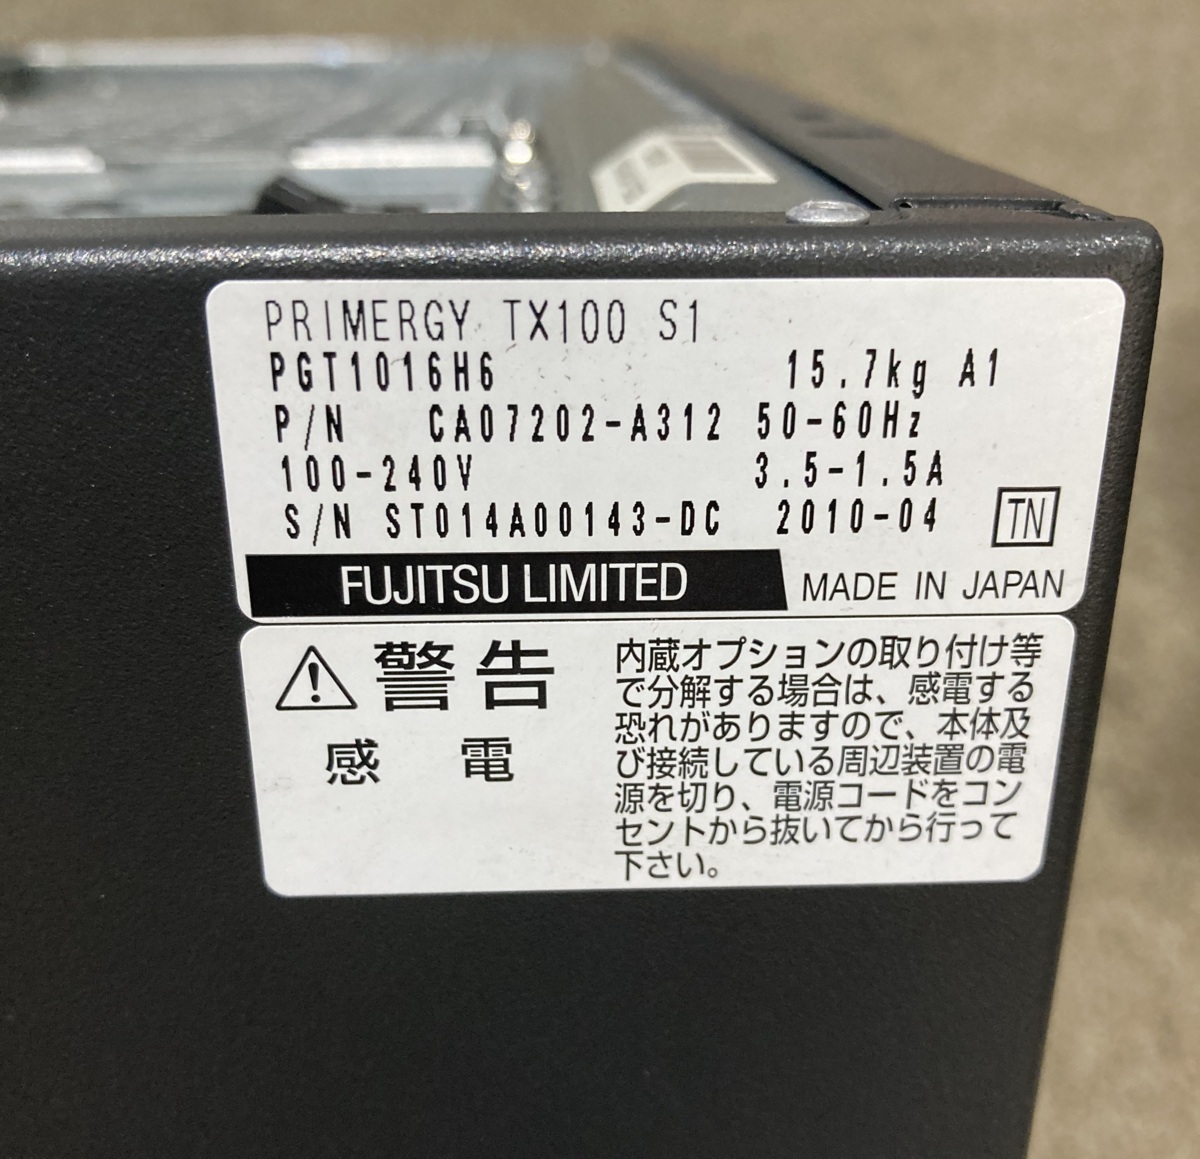 PRIMERGY TX100 S1
PGT1016H6 15.7kg A1
P/N CA07202-A312 50-60Hz
100-240V 3.5-1.5A
S/N ST014A00143-DC 2010-04 TN
FUJITSU LIMITED MADE IN JAPAN
警告
感電
内蔵オプションの取り付け等
で分解する場合は、感電する
恐れがありますので、本体及
び接続している周辺装置の電
源を切り、電源コードをコン
セントから抜いてから行って
下さい。